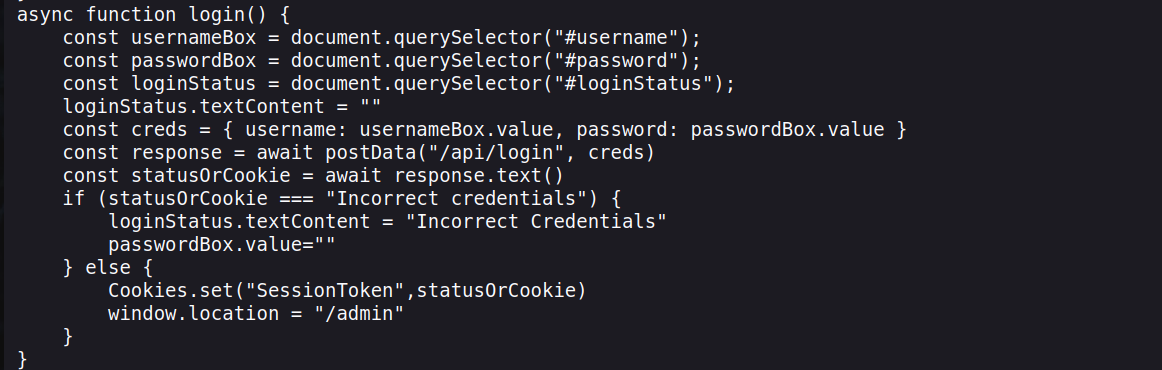 async function login() {
    const usernameBox = document.querySelector("#username");
    const passwordBox = document.querySelector("#password");
    const loginStatus = document.querySelector("#loginStatus");
    loginStatus.textContent = ""
    const creds = { username: usernameBox.value, password: passwordBox.value }
    const response = await postData("/api/login", creds)
    const statusOrCookie = await response.text()
    if (statusOrCookie === "Incorrect credentials") {
        loginStatus.textContent = "Incorrect Credentials"
        passwordBox.value=""
    } else {
        Cookies.set("SessionToken",statusOrCookie)
        window.location = "/admin"
    }
}